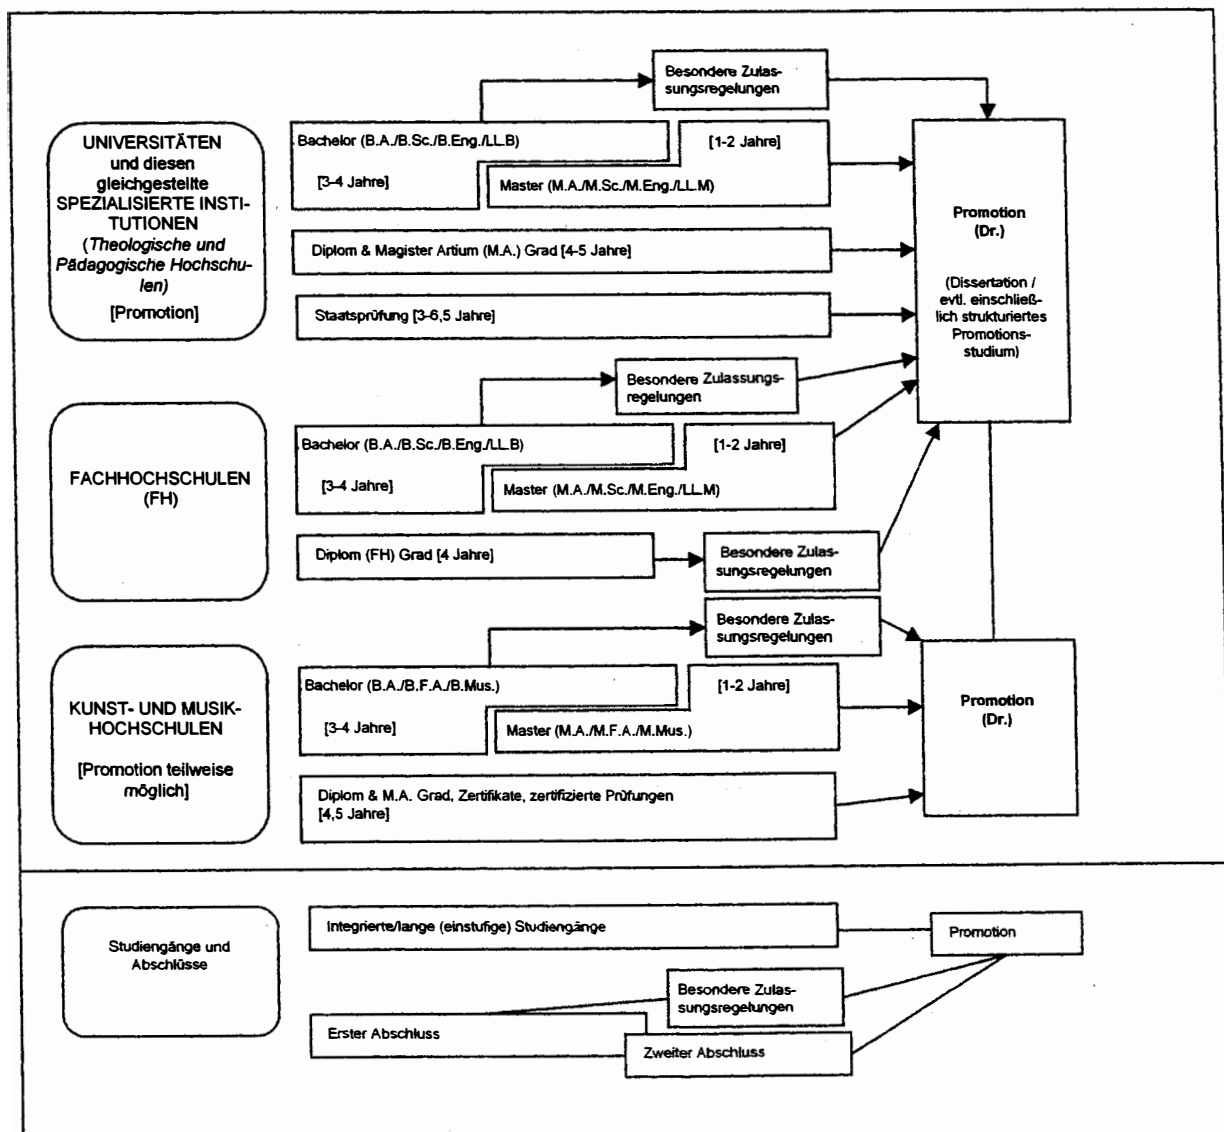 Besondere Zulas-
sungsregelungen
UNIVERSITÄTEN
und diesen
gleichgestellte
SPEZIALISIERTE INSTI-
TUTIONEN
(Theologische und
Pädagogische Hochschu-
len)
[Promotion]
Bachelor (B.A./B.Sc./B.Eng./LL.B)
[3-4 Jahre]
[1-2 Jahre]
Master (M.A./M.Sc./M.Eng./LL.M)
Diplom & Magister Artium (M.A.) Grad [4-5 Jahre]
Staatsprüfung [3-6,5 Jahre]
Promotion
(Dr.)
(Dissertation /
evtl. einschließ-
lich strukturiertes
Promotions-
studium)
FACHHOCHSCHULEN
(FH)
Besondere Zulassungs-
regelungen
Bachelor (B.A./B.Sc./B.Eng./LL.B)
[3-4 Jahre]
[1-2 Jahre]
Master (M.A./M.Sc./M.Eng./LL.M)
Diplom (FH) Grad [4 Jahre]
Besondere Zulas-
sungsregelungen
KUNST- UND MUSIK-
HOCHSCHULEN
[Promotion teilweise
möglich]
Besondere Zulas-
sungsregelungen
Bachelor (B.A./B.F.A./B.Mus.)
[3-4 Jahre]
[1-2 Jahre]
Master (M.A./M.F.A./M.Mus.)
Diplom & M.A. Grad, Zertifikate, zertifizierte Prüfungen
[4,5 Jahre]
Promotion
(Dr.)
Studiengänge und
Abschlüsse
Integrierte/lange (einstufige) Studiengänge
Promotion
Besondere Zulas-
sungsregelungen
Erster Abschluss
Zweiter Abschluss